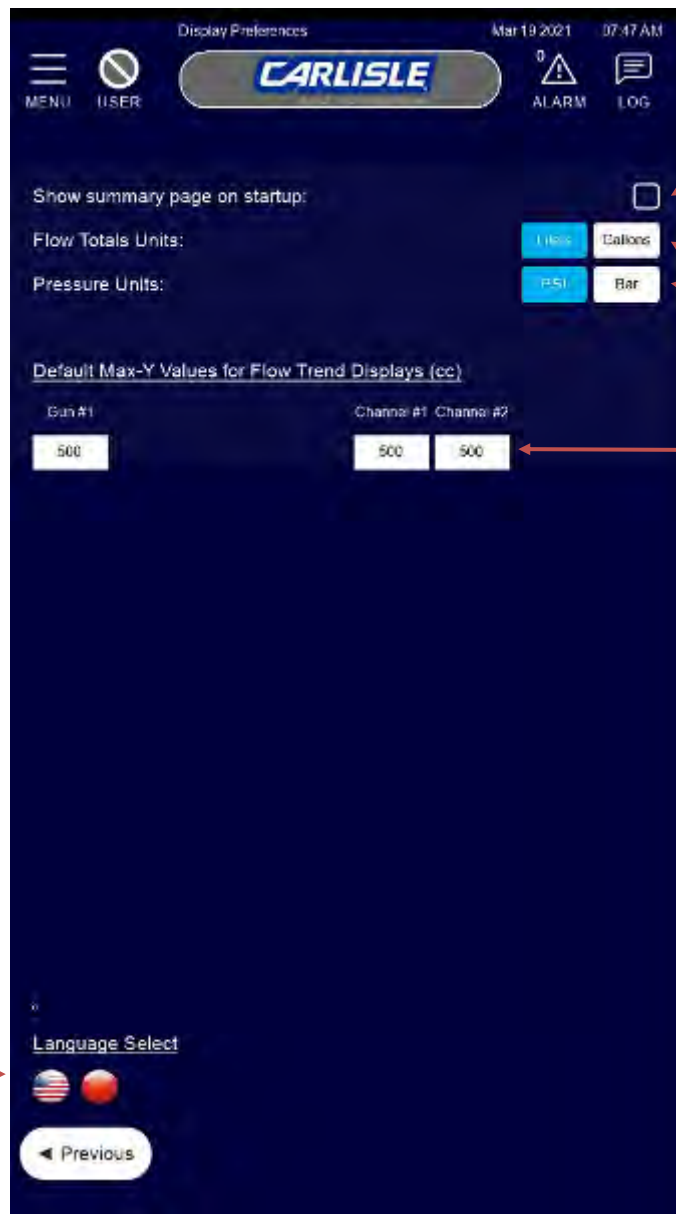 Display Preferences Mar 19 2021 07:47 AM
MENU USER CARLISLE 0 ALARM LOG
Show summary page on startup:
Flow Totals Units: Liters Gallons
Pressure Units: PSI Bar
Default Max-Y Values for Flow Trend Displays (cc)
Gun #1 Channel #1 Channel #2
500 500 500
Language Select
◄ Previous